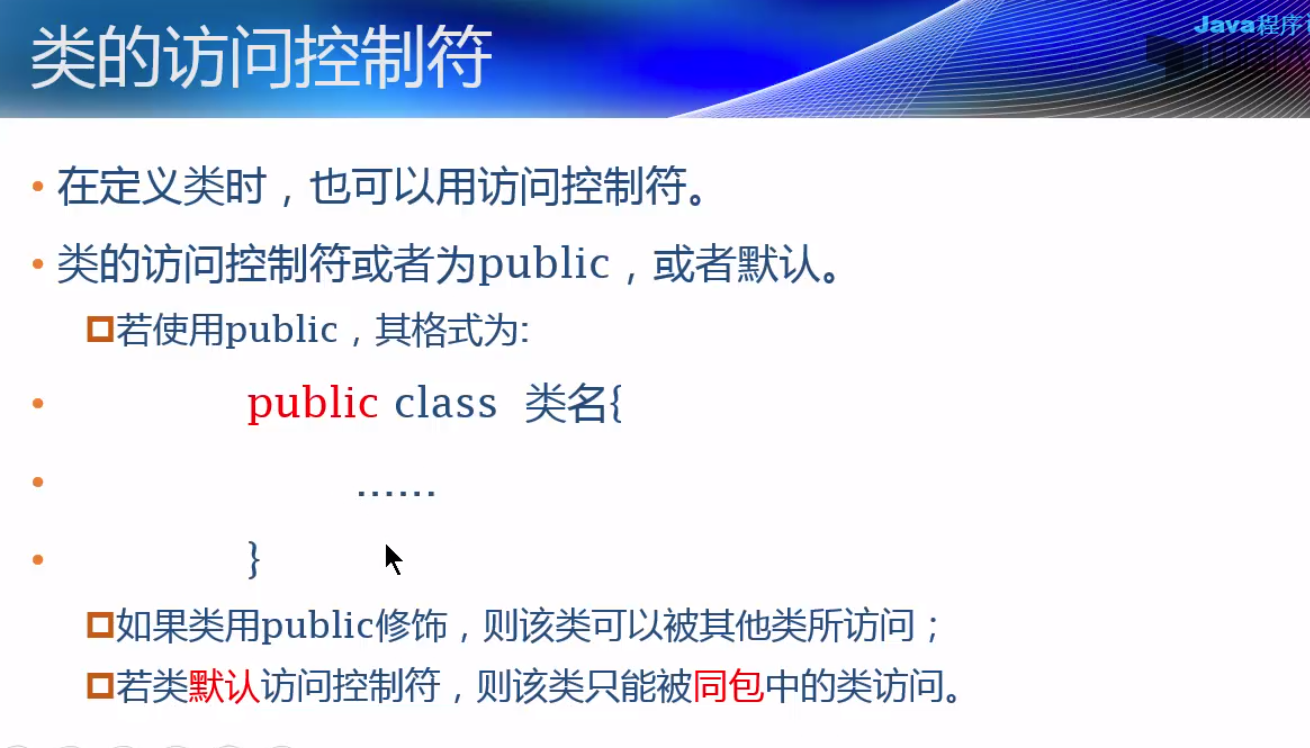 类的访问控制符
Java程序
• 在定义类时，也可以用访问控制符。
• 类的访问控制符或者为public，或者默认。
若使用public，其格式为:
• public class 类名{
• ……
• }
如果类用public修饰，则该类可以被其他类所访问；
若类默认访问控制符，则该类只能被同包中的类访问。